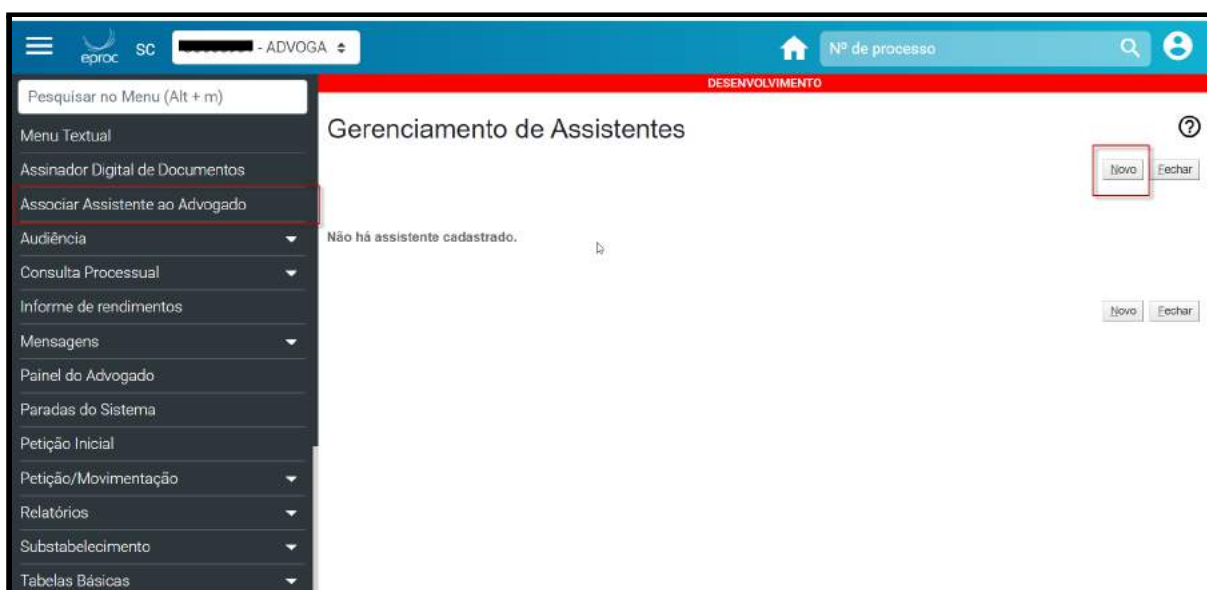 eproc SC - ADVOGA Nº de processo
DESENVOLVIMENTO
Pesquisar no Menu (Alt + m)
Menu Textual
Assinador Digital de Documentos
Associar Assistente ao Advogado
Audiência
Consulta Processual
Informe de rendimentos
Mensagens
Painel do Advogado
Paradas do Sistema
Petição Inicial
Petição/Movimentação
Relatórios
Substabelecimento
Tabelas Básicas
Gerenciamento de Assistentes
Novo Fechar
Não há assistente cadastrado.
Novo Fechar